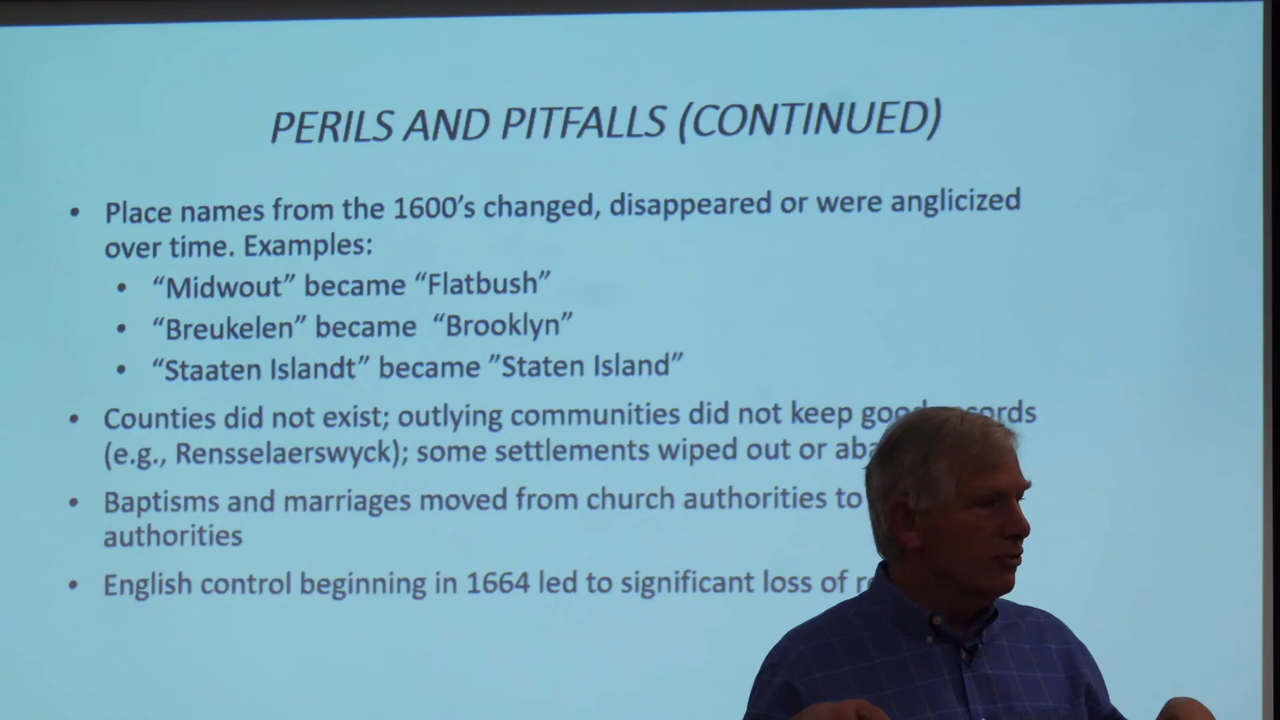 PERILS AND PITFALLS (CONTINUED)
• Place names from the 1600's changed, disappeared or were anglicized
over time. Examples:
• “Midwout” became “Flatbush”
• “Breukelen” became “Brooklyn”
• “Staaten Islandt” became ”Staten Island”
• Counties did not exist; outlying communities did not keep good records
(e.g., Rensselaerswyck); some settlements wiped out or
• Baptisms and marriages moved from church authorities to
authorities
• English control beginning in 1664 led to significant loss of